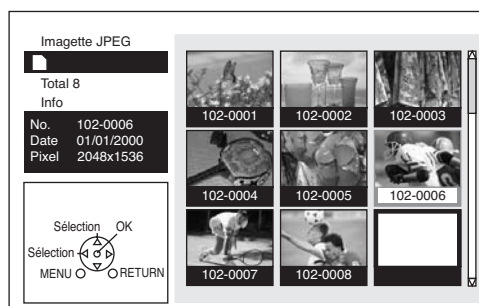 Imagette JPEG
Total 8
Info
No. 102-0006
Date 01/01/2000
Pixel 2048x1536
Sélection OK
Sélection
MENU RETURN
102-0001 102-0002 102-0003
102-0004 102-0005 102-0006
102-0007 102-0008